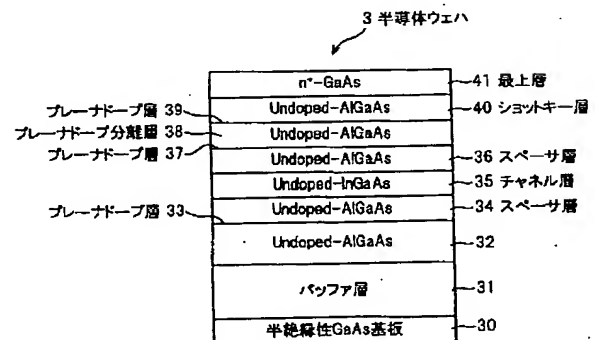 3 半導体ウェハ
n⁺-GaAs
41 最上層
プレーナドープ層 39
Undoped-AlGaAs
40 ショットキー層
プレーナドープ分離層 38
Undoped-AlGaAs
プレーナドープ層 37
Undoped-AlGaAs
36 スペーサ層
Undoped-InGaAs
35 チャネル層
プレーナドープ層 33
Undoped-AlGaAs
34 スペーサ層
Undoped-AlGaAs
32
バッファ層
31
半絶縁性GaAs基板
30